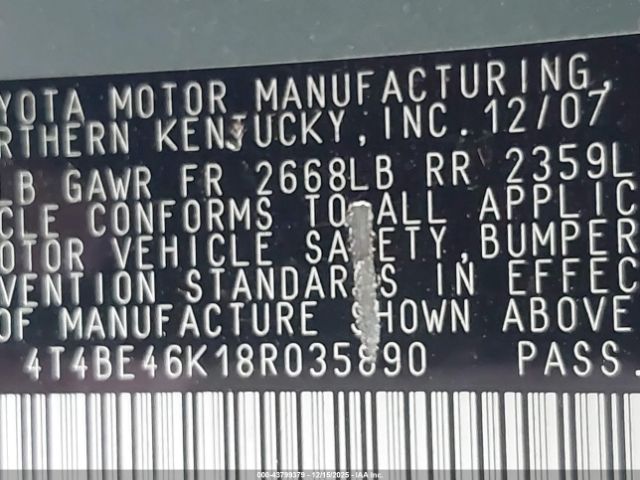 OYOTA MOTOR MANUFACTURING,
RTHERN KENTUCKY, INC. 12/07
LB GAWR FR 2668LB RR 2359L
ICLE CONFORMS TO ALL APPLIC
OTOR VEHICLE SAFETY, BUMPER
VENTION STANDARDS IN EFFEC
OF MANUFACTURE SHOWN ABOVE
4T4BE46K18R035890 PASS.
000-43799379 - 12/15/2025 - IAA Inc.